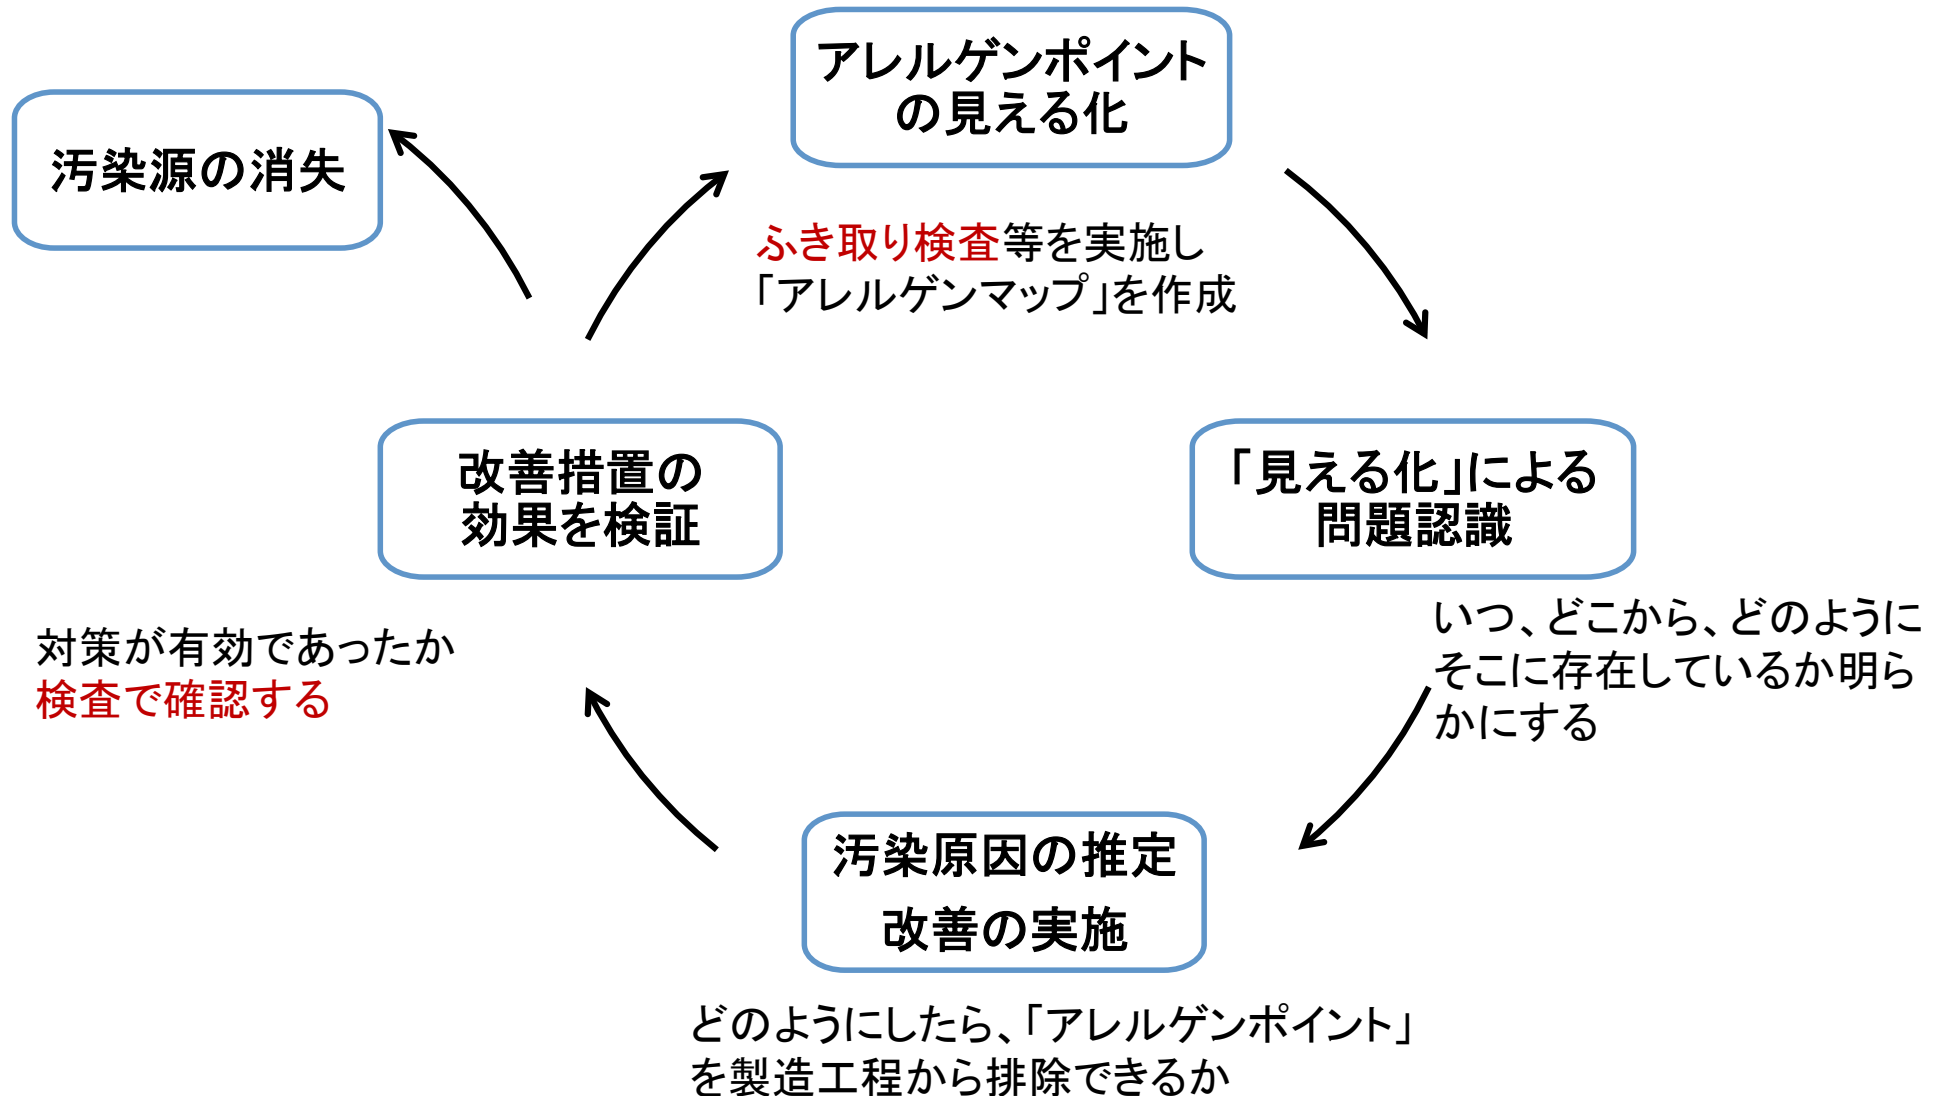 アレルゲンポイント
の見える化
汚染源の消失
ふき取り検査等を実施し
「アレルゲンマップ」を作成
改善措置の
効果を検証
「見える化」による
問題認識
いつ、どこから、どのように
そこに存在しているか明ら
かにする
対策が有効であったか
検査で確認する
汚染原因の推定
改善の実施
どのようにしたら、「アレルゲンポイント」
を製造工程から排除できるか